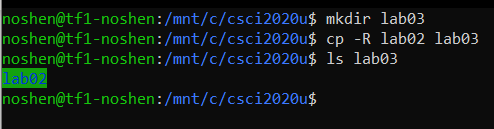 noshen@tf1-noshen:/mnt/c/csci2020u$ mkdir lab03
noshen@tf1-noshen:/mnt/c/csci2020u$ cp -R lab02 lab03
noshen@tf1-noshen:/mnt/c/csci2020u$ ls lab03
lab02
noshen@tf1-noshen:/mnt/c/csci2020u$